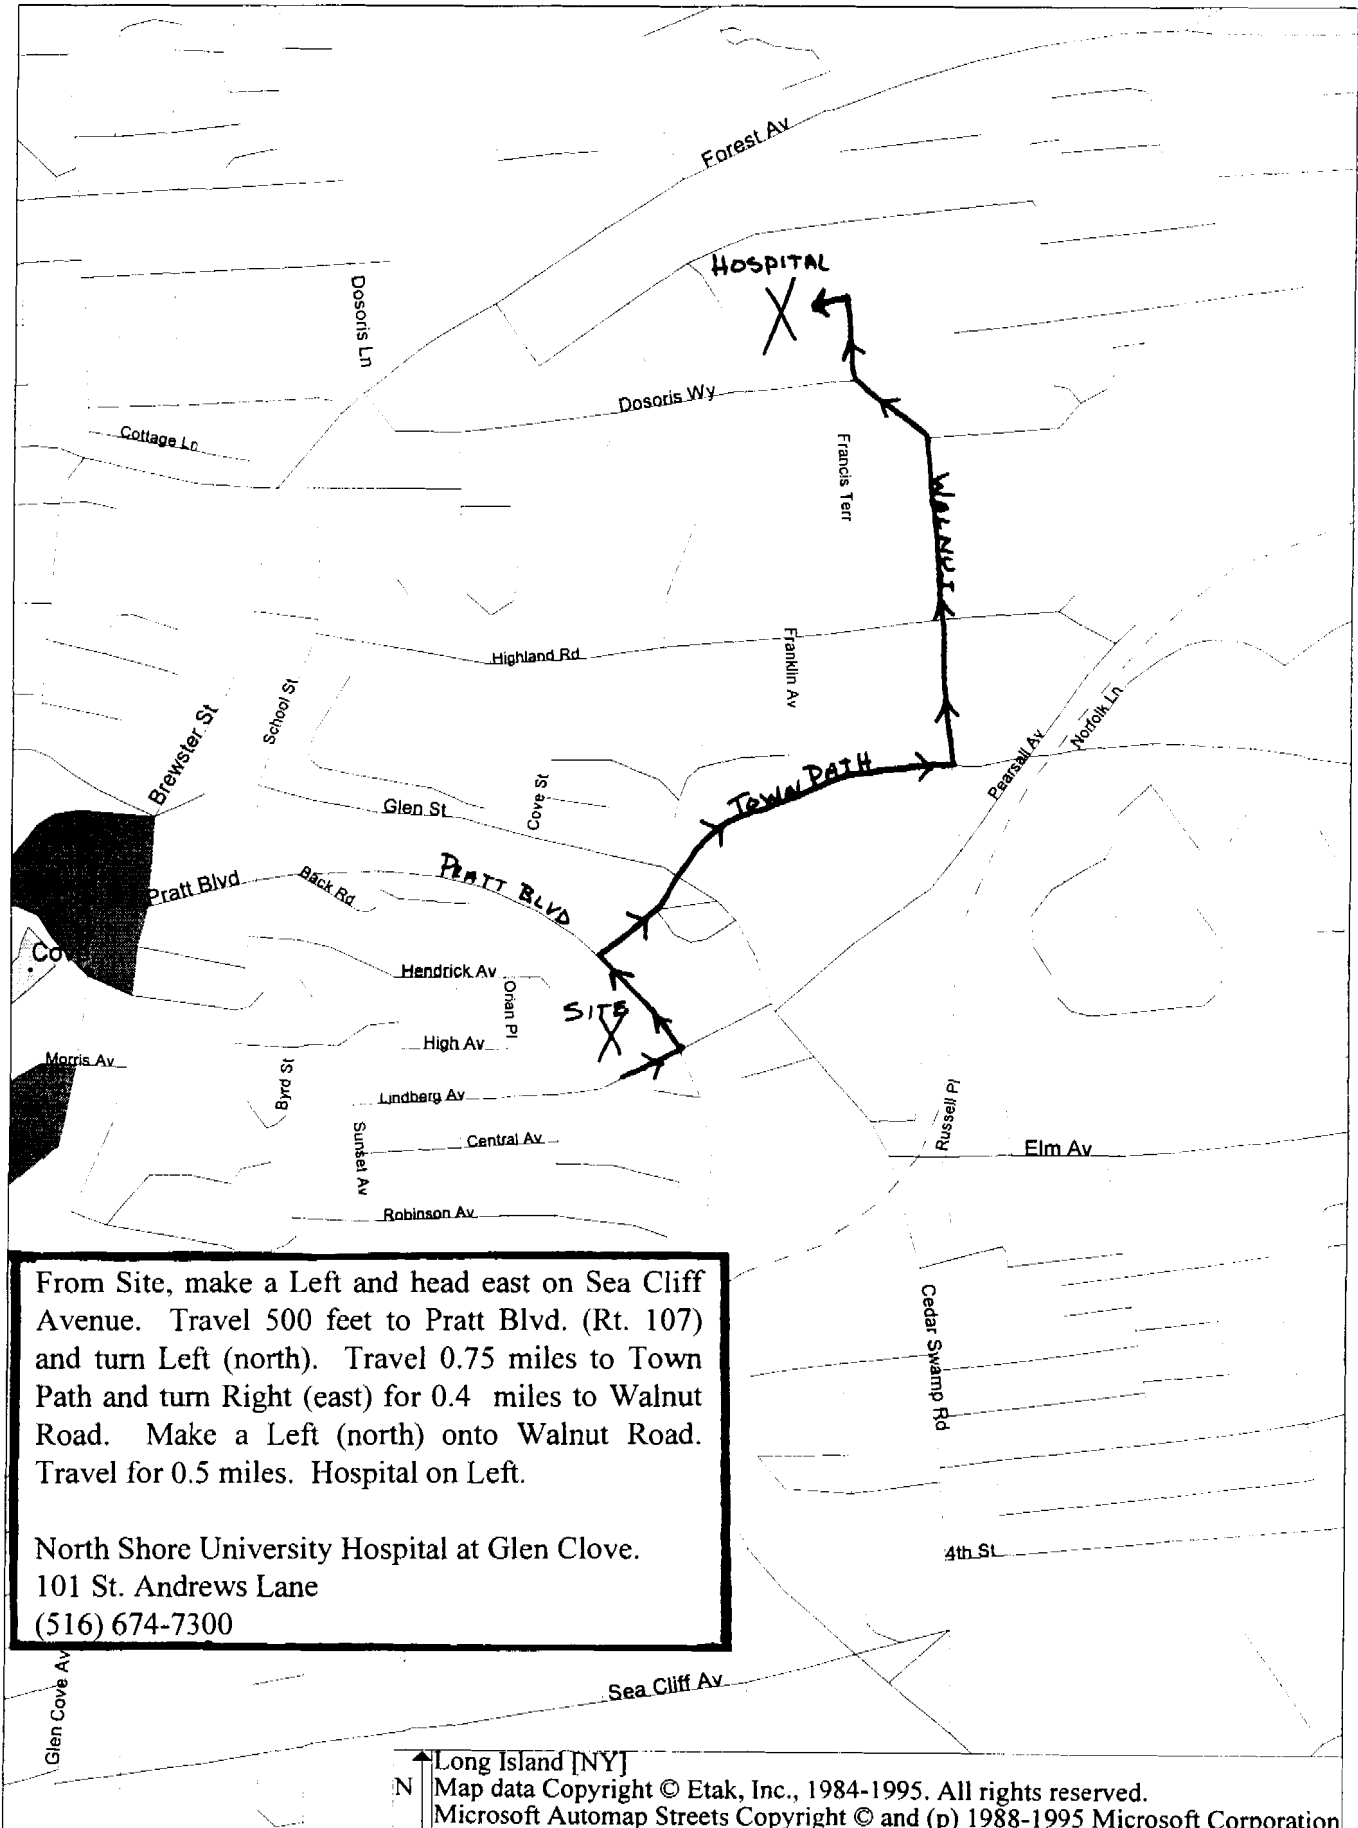 Forest Av
HOSPITAL
Dosoris Ln
Dosoris Wy
Cottage Ln
Francis Terr
WALNUT
Highland Rd
Franklin Av
School St
Brewster St
Norfolk Ln
Pearsall Av
TOWN PATH
Glen St
Cove St
PRATT BLVD
Pratt Blvd
Back Rd
Cov
Hendrick Av
Orian Pl
SITE
High Av
Morris Av
Byrd St
Lindberg Av
Russell Pl
Sunset Av
Central Av
Elm Av
Robinson Av
From Site, make a Left and head east on Sea Cliff
Avenue. Travel 500 feet to Pratt Blvd. (Rt. 107)
and turn Left (north). Travel 0.75 miles to Town
Path and turn Right (east) for 0.4 miles to Walnut
Road. Make a Left (north) onto Walnut Road.
Travel for 0.5 miles. Hospital on Left.
North Shore University Hospital at Glen Clove.
101 St. Andrews Lane
(516) 674-7300
Cedar Swamp Rd
4th St
Glen Cove Av
Sea Cliff Av
N
Long Island [NY]
Map data Copyright © Etak, Inc., 1984-1995. All rights reserved.
Microsoft Automap Streets Copyright © and (p) 1988-1995 Microsoft Corporation